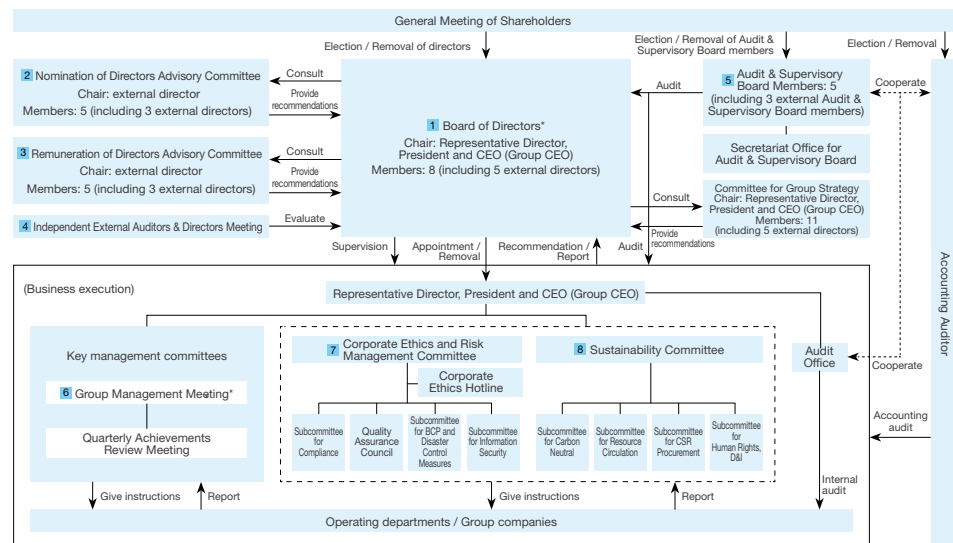 General Meeting of Shareholders
Election / Removal of directors
Election / Removal of Audit &
Supervisory Board members
Election / Removal
2 Nomination of Directors Advisory Committee
Chair: external director
Members: 5 (including 3 external directors)
Consult
Provide
recommendations
3 Remuneration of Directors Advisory Committee
Chair: external director
Members: 5 (including 3 external directors)
Consult
Provide
recommendations
4 Independent External Auditors & Directors Meeting
Evaluate
1 Board of Directors*
Chair: Representative Director,
President and CEO (Group CEO)
Members: 8 (including 5 external directors)
Audit
5 Audit & Supervisory
Board Members: 5
(including 3 external Audit &
Supervisory Board members)
Cooperate
Secretariat Office for
Audit & Supervisory Board
Consult
Committee for Group Strategy
Chair: Representative Director,
President and CEO (Group CEO)
Members: 11
(including 5 external directors)
Provide
recommendations
Supervision
Appointment /
Removal
Recommendation /
Report
Audit
Accounting Auditor
(Business execution)
Representative Director, President and CEO (Group CEO)
Key management committees
6 Group Management Meeting*
Quarterly Achievements
Review Meeting
7 Corporate Ethics and Risk
Management Committee
Corporate
Ethics Hotline
Subcommittee
for
Compliance
Quality
Assurance
Council
Subcommittee
for BCP and
Disaster
Control
Measures
Subcommittee
for Information
Security
8 Sustainability Committee
Subcommittee
for Carbon
Neutral
Subcommittee
for Resource
Circulation
Subcommittee
for CSR
Procurement
Subcommittee
for
Human Rights,
D&I
Audit
Office
Cooperate
Accounting
audit
Internal
audit
Give instructions
Report
Give instructions
Report
Operating departments / Group companies